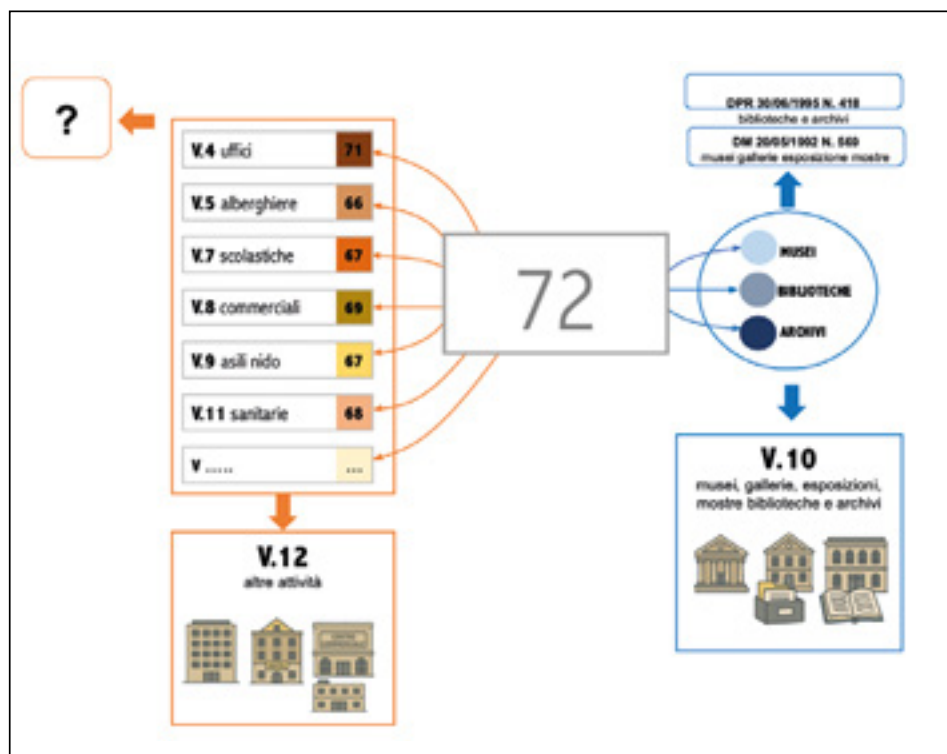 ?
V.4 uffici 71
V.5 alberghiere 66
V.7 scolastiche 67
V.8 commerciali 69
V.9 asili nido 67
V.11 sanitarie 68
V ..... ...
V.12
altre attività
72
DPR 30/06/1995 N. 418
biblioteche e archivi
DM 20/05/1992 N. 569
musei gallerie esposizione mostre
MUSEI
BIBLIOTECHE
ARCHIVI
V.10
musei, gallerie, esposizioni,
mostre biblioteche e archivi